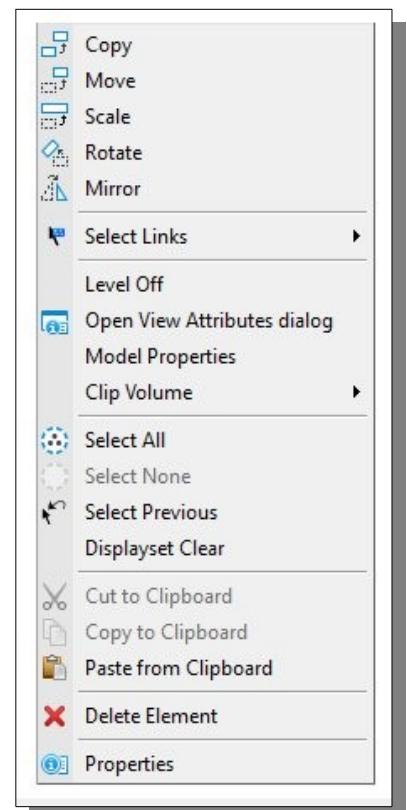 Copy
Move
Scale
Rotate
Mirror
Select Links
Level Off
Open View Attributes dialog
Model Properties
Clip Volume
Select All
Select None
Select Previous
Displayset Clear
Cut to Clipboard
Copy to Clipboard
Paste from Clipboard
Delete Element
Properties